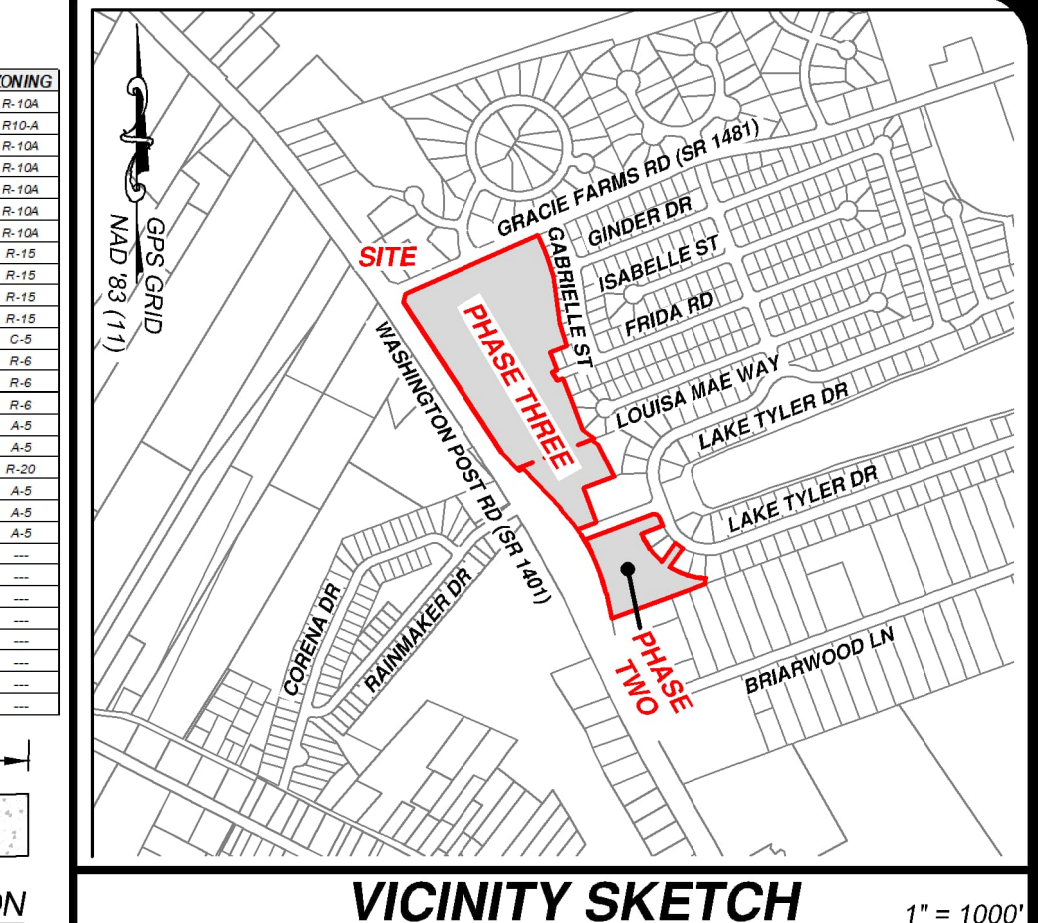 ZONING
R-10A
R10-A
R-10A
R-10A
R-10A
R-10A
R-15
R-15
R-15
R-15
C-5
R-6
R-6
R-6
A-5
A-5
R-20
A-5
A-5
A-5
---
---
---
---
---
---
---
---
GPS GRID
NAD '83 (11)
GRACIE FARMS RD (SR 1481)
GINDER DR
SITE
GABRIELLE ST
ISABELLE ST
FRIDA RD
PHASE THREE
WASHINGTON POST RD (SR 1401)
LOUISA MAE WAY
LAKE TYLER DR
LAKE TYLER DR
CORENA DR
RAINMAKER DR
PHASE
TWO
BRIARWOOD LN
VICINITY SKETCH
1" = 1000'